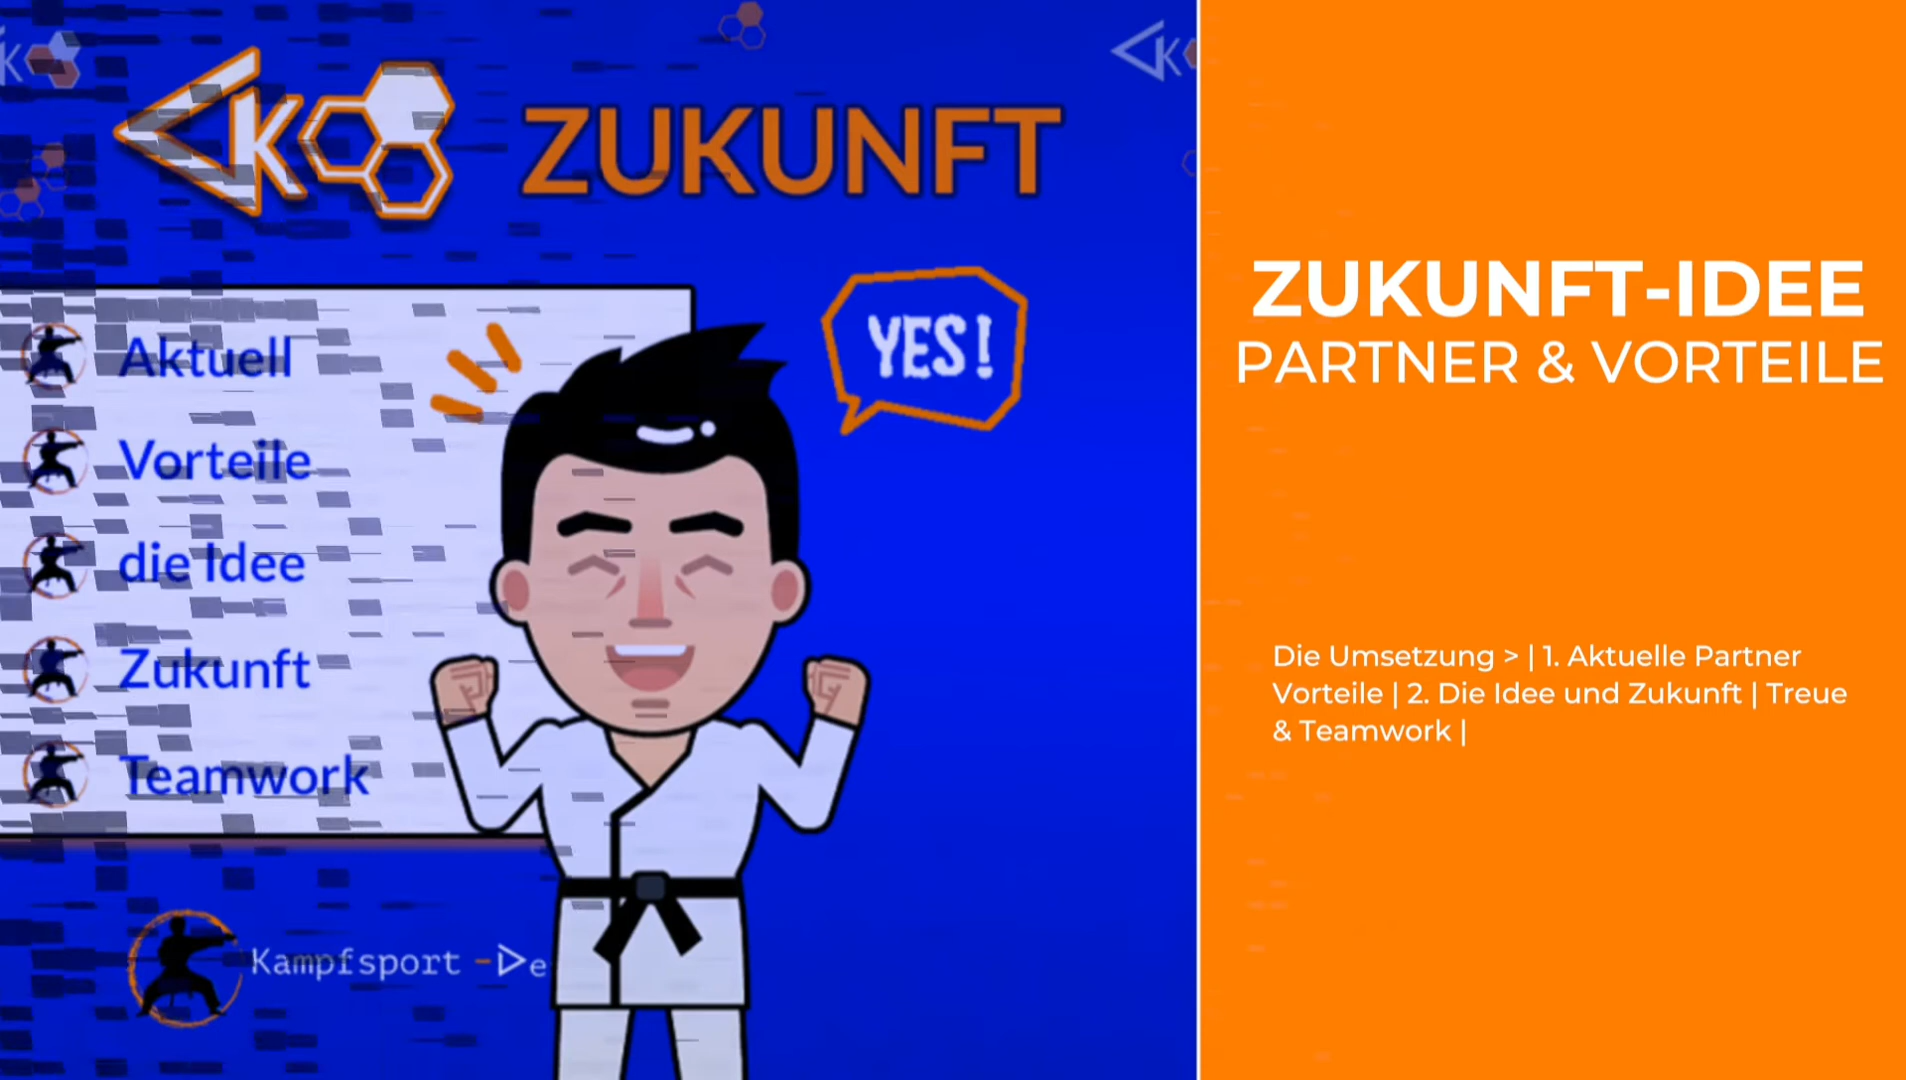 ZUKUNFT
YES!
Aktuell
Vorteile
die Idee
Zukunft
Teamwork
Kampfsport
ZUKUNFT-IDEE
PARTNER & VORTEILE
Die Umsetzung > | 1. Aktuelle Partner
Vorteile | 2. Die Idee und Zukunft | Treue
& Teamwork |